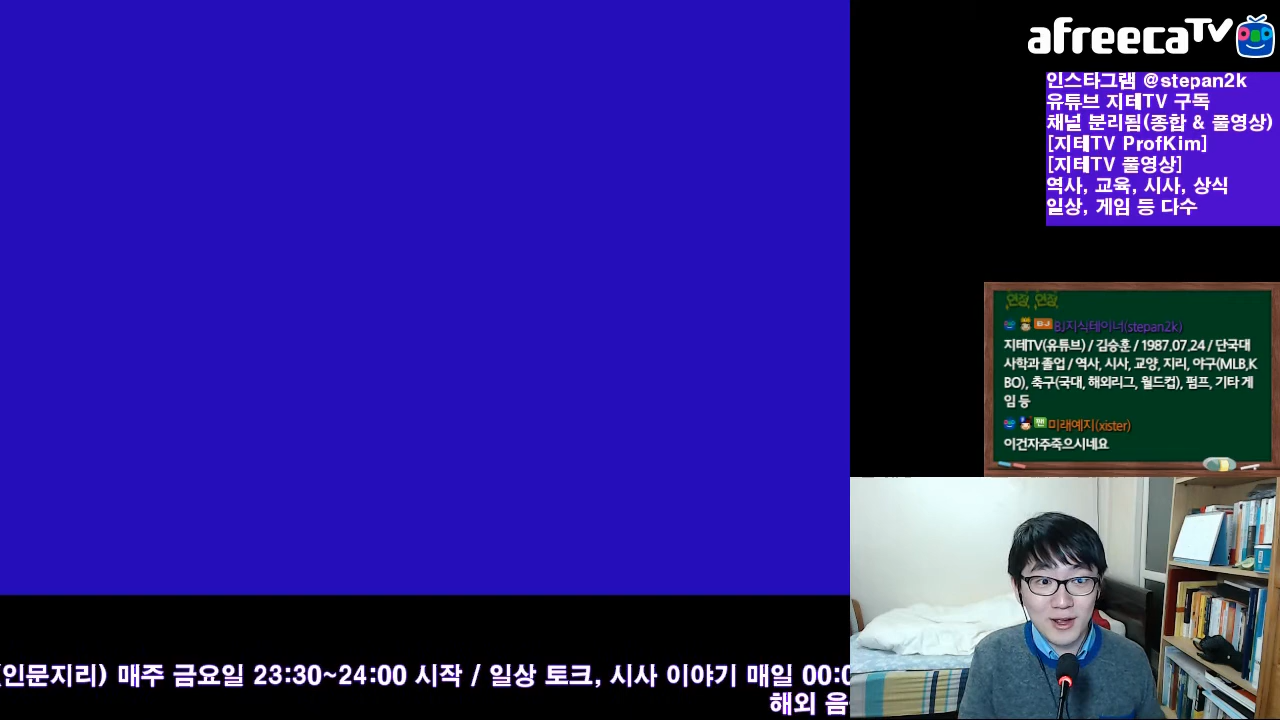 afreecaTV
인스타그램 @stepan2k
유튜브 지테TV 구독
채널 분리됨(종합 & 풀영상)
[지테TV ProfKim]
[지테TV 풀영상]
역사, 교육, 시사, 상식
일상, 게임 등 다수
연장 연장
BJ BJ지식테이너(stepan2k)
지테TV(유튜브) / 김승훈 / 1987.07.24 / 단국대
사학과 졸업 / 역사, 시사, 교양, 지리, 야구(MLB,K
BO), 축구(국대, 해외리그, 월드컵), 펌프, 기타 게
임 등
팬 미래예지(xister)
이건자주죽으시네요
(인문지리) 매주 금요일 23:30~24:00 시작 / 일상 토크, 시사 이야기 매일 00:0
해외 음